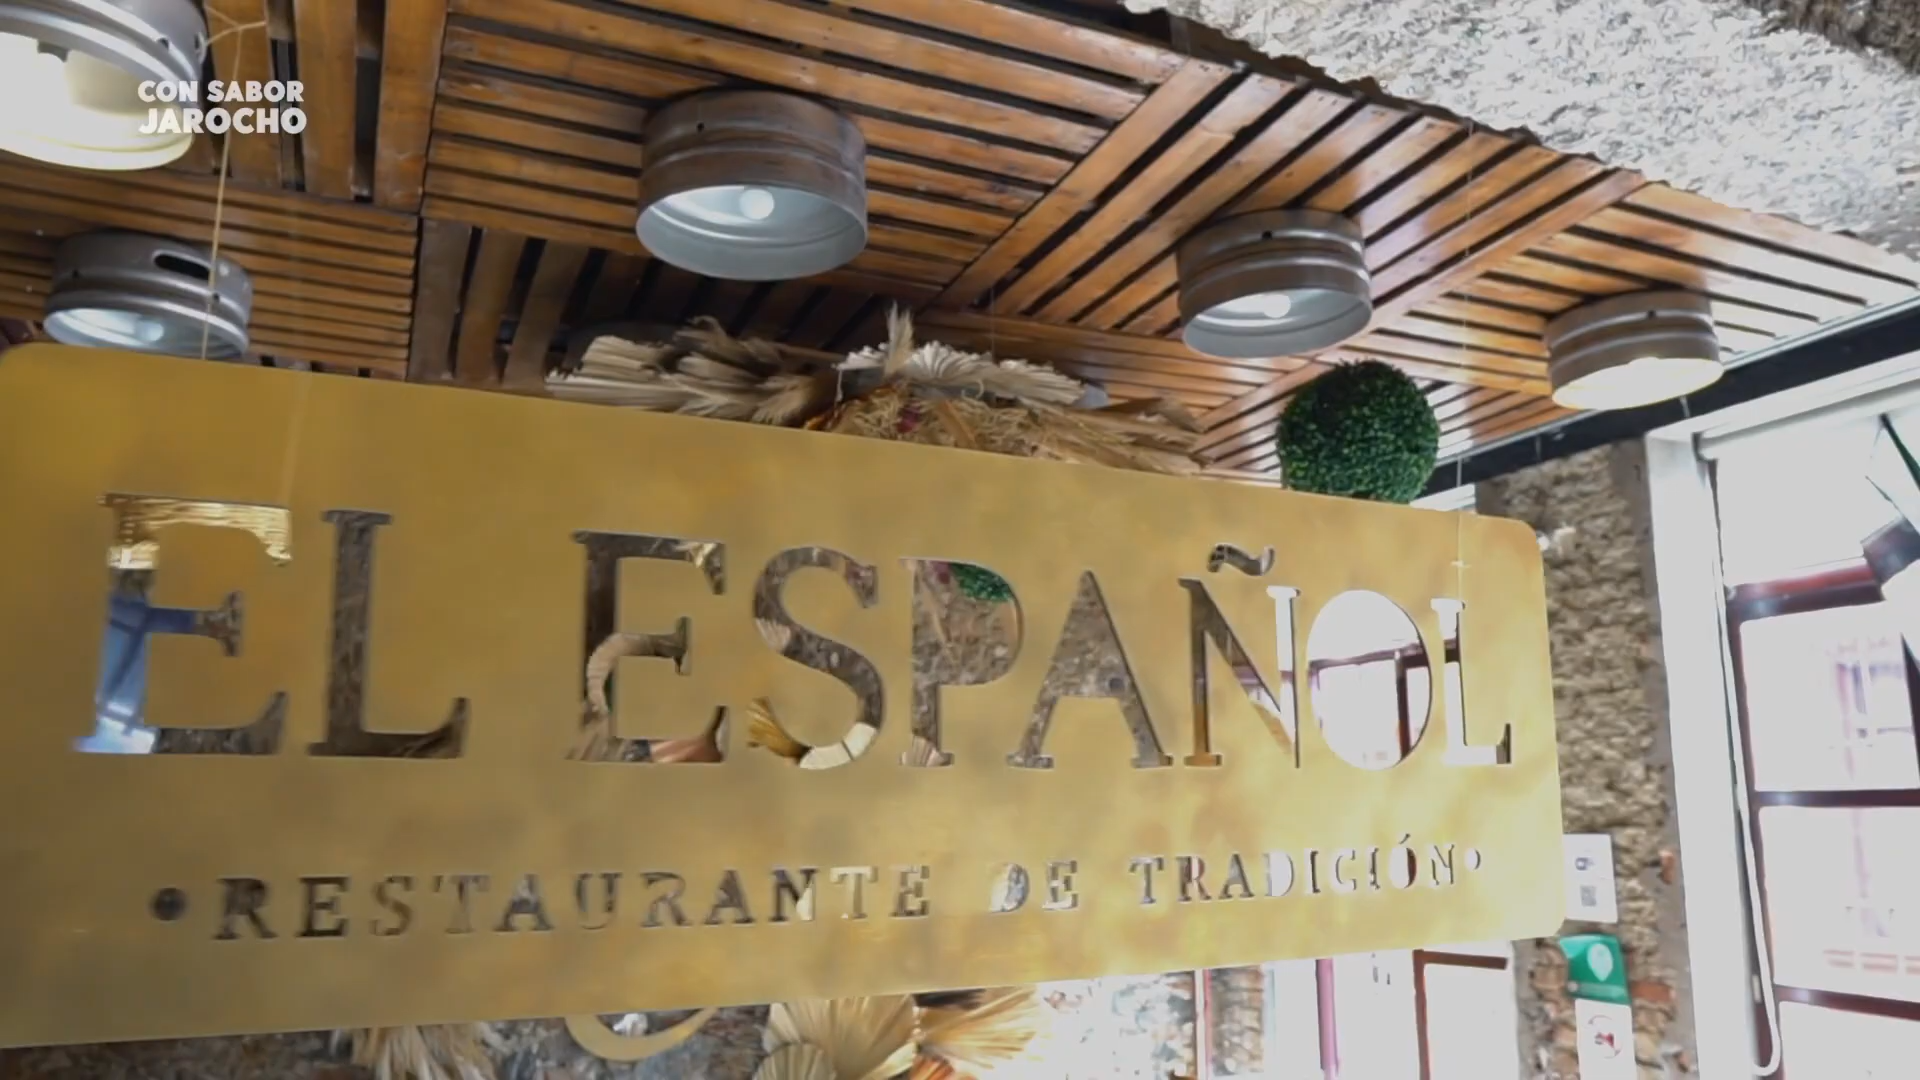 CON SABOR
JAROCHO
EL ESPAÑOL
•RESTAURANTE DE TRADICIÓN•